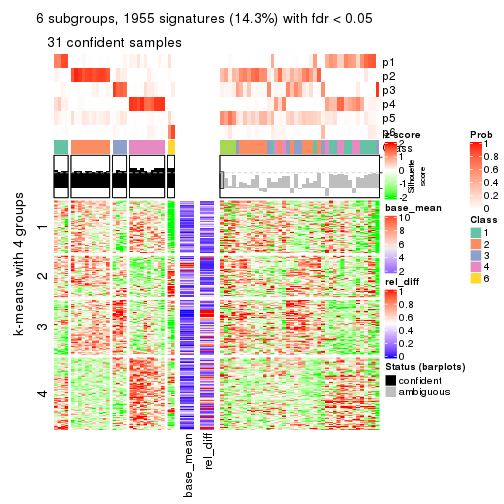 6 subgroups, 1955 signatures (14.3%) with fdr < 0.05
31 confident samples
p1
p2
p3
p4
p5
p6
Class
z_score
2
1
0
-1
-2
Silhouette
score
base_mean
10
8
6
4
2
rel_diff
1
0.8
0.6
0.4
0.2
0
Status (barplots)
confident
ambiguous
Prob
1
0.8
0.6
0.4
0.2
0
Class
1
2
3
4
6
k-means with 4 groups
1
2
3
4
base_mean
rel_diff